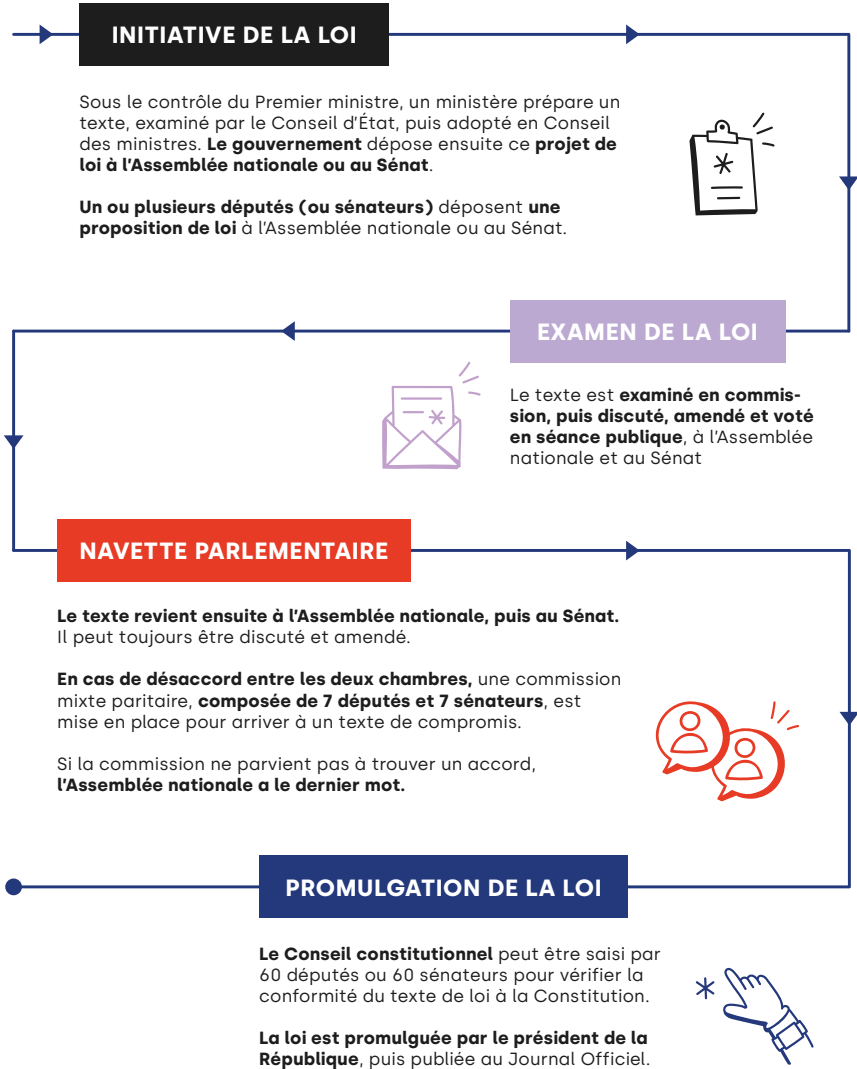 INITIATIVE DE LA LOI
Sous le contrôle du Premier ministre, un ministère prépare un
texte, examiné par le Conseil d'État, puis adopté en Conseil
des ministres. Le gouvernement dépose ensuite ce projet de
loi à l'Assemblée nationale ou au Sénat.
Un ou plusieurs députés (ou sénateurs) déposent une
proposition de loi à l'Assemblée nationale ou au Sénat.
EXAMEN DE LA LOI
Le texte est examiné en commis-
sion, puis discuté, amendé et voté
en séance publique, à l'Assemblée
nationale et au Sénat
NAVETTE PARLEMENTAIRE
Le texte revient ensuite à l'Assemblée nationale, puis au Sénat.
Il peut toujours être discuté et amendé.
En cas de désaccord entre les deux chambres, une commission
mixte paritaire, composée de 7 députés et 7 sénateurs, est
mise en place pour arriver à un texte de compromis.
Si la commission ne parvient pas à trouver un accord,
l'Assemblée nationale a le dernier mot.
PROMULGATION DE LA LOI
Le Conseil constitutionnel peut être saisi par
60 députés ou 60 sénateurs pour vérifier la
conformité du texte de loi à la Constitution.
La loi est promulguée par le président de la
République, puis publiée au Journal Officiel.